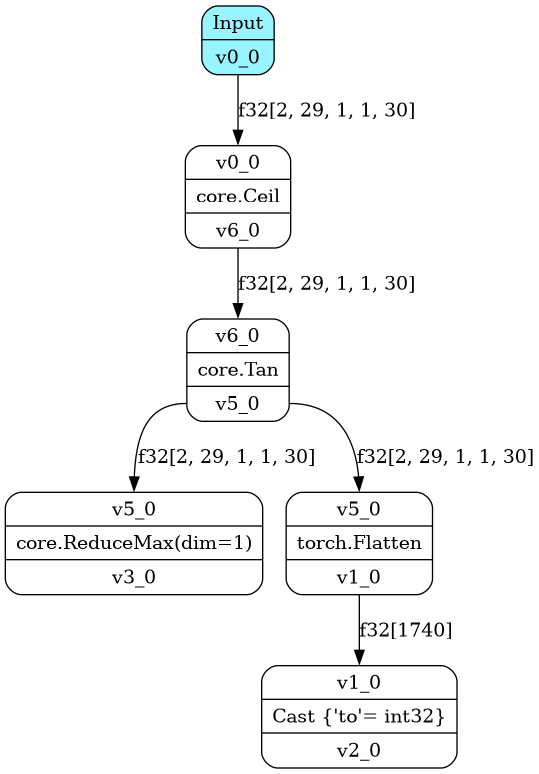 Input
v0_0
f32[2, 29, 1, 1, 30]
v0_0
core.Ceil
v6_0
f32[2, 29, 1, 1, 30]
v6_0
core.Tan
v5_0
f32[2, 29, 1, 1, 30]
f32[2, 29, 1, 1, 30]
v5_0
core.ReduceMax(dim=1)
v3_0
v5_0
torch.Flatten
v1_0
f32[1740]
v1_0
Cast {'to'= int32}
v2_0